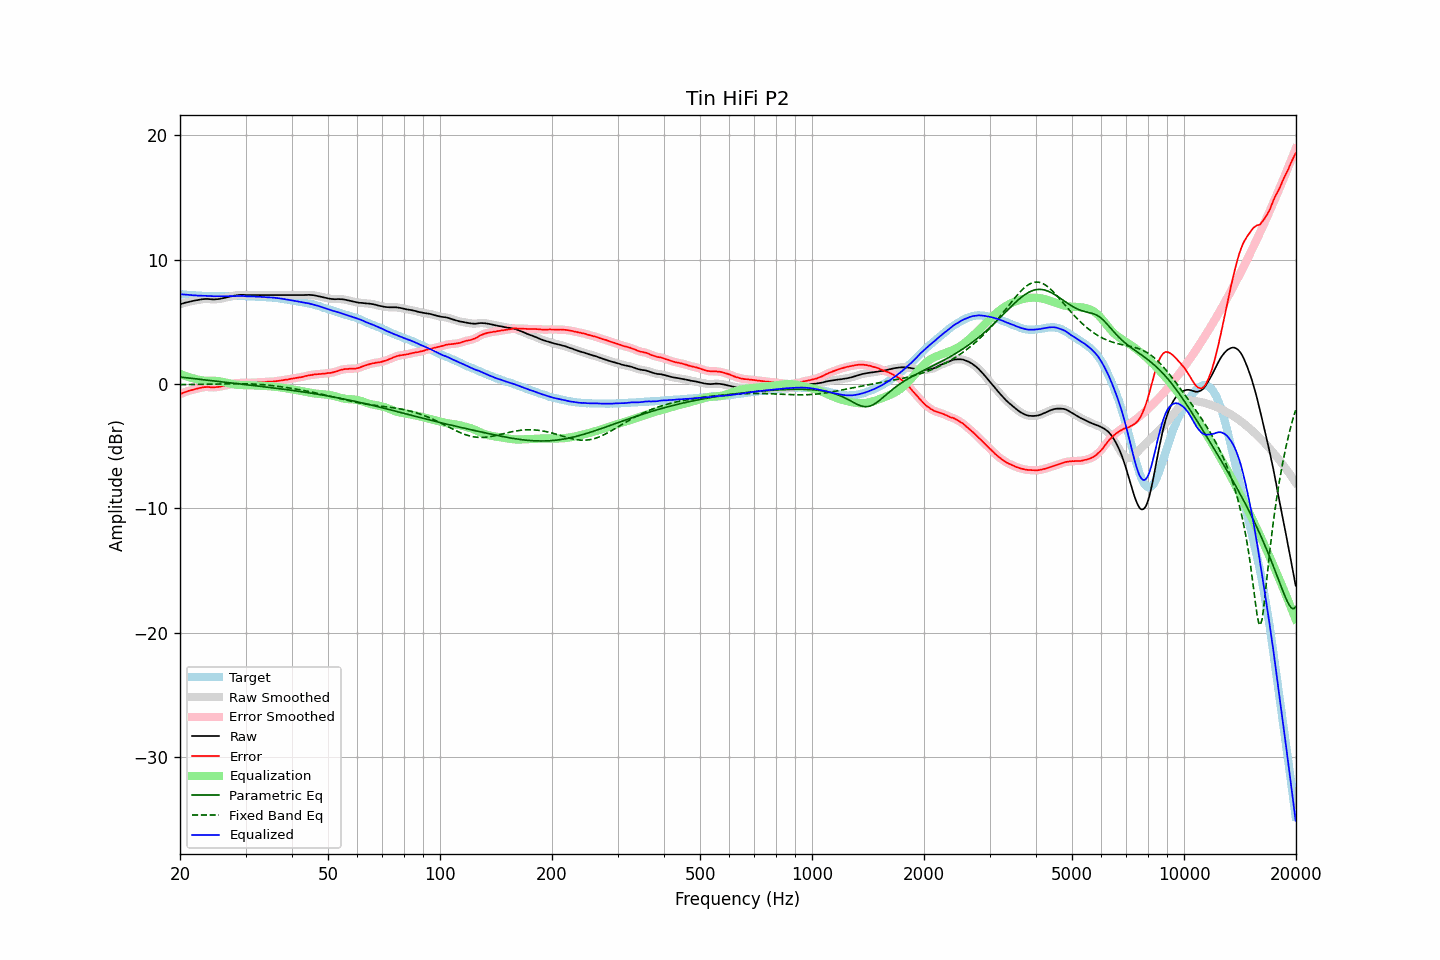 Tin HiFi P2
20
10
0
−10
−20
−30
Amplitude (dBr)
Target
Raw Smoothed
Error Smoothed
Raw
Error
Equalization
Parametric Eq
Fixed Band Eq
Equalized
20 50 100 200 500 1000 2000 5000 10000 20000
Frequency (Hz)